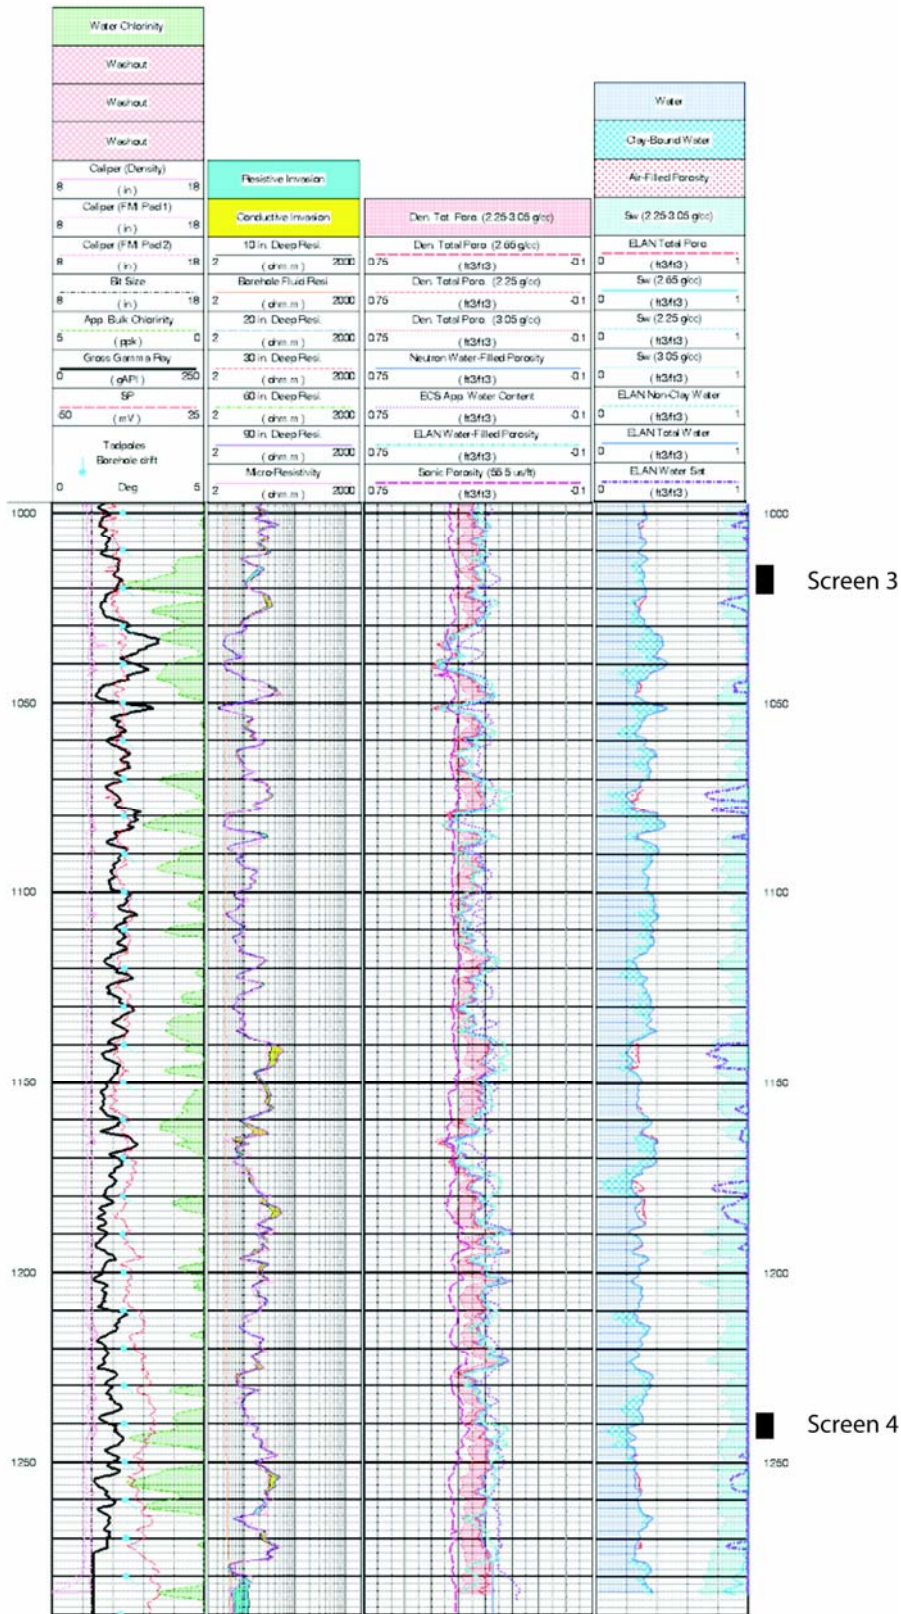 Water Chlorinity
Washout
Washout
Washout
Caliper (Density)
8 (in) 18
Caliper (FMI Pad 1)
8 (in) 18
Caliper (FMI Pad 2)
8 (in) 18
Bit Size
8 (in) 18
App. Bulk Chlorinity
5 (ppk) 0
Gross Gamma Ray
0 (gAPI) 250
SP
-50 (mV) 25
Tadpoles
Borehole drift
0 Deg 5
Resistive Invasion
Conductive Invasion
10 in. Deep Resi.
2 (ohm.m) 2000
Borehole Fluid Resi
2 (ohm.m) 2000
20 in. Deep Resi.
2 (ohm.m) 2000
30 in. Deep Resi.
2 (ohm.m) 2000
60 in. Deep Resi.
2 (ohm.m) 2000
90 in. Deep Resi.
2 (ohm.m) 2000
Micro-Resistivity
2 (ohm.m) 2000
Den. Tot. Poro. (2.25-3.05 g/cc)
Den. Total Poro. (2.65 g/cc)
0.75 (ft3/ft3) -0.1
Den. Total Poro. (2.25 g/cc)
0.75 (ft3/ft3) -0.1
Den. Total Poro. (3.05 g/cc)
0.75 (ft3/ft3) -0.1
Neutron Water-Filled Porosity
0.75 (ft3/ft3) -0.1
ECS App. Water Content
0.75 (ft3/ft3) -0.1
ELAN Water-Filled Porosity
0.75 (ft3/ft3) -0.1
Sonic Porosity (55.5 us/ft)
0.75 (ft3/ft3) -0.1
Water
Clay-Bound Water
Air-Filled Porosity
Sw (2.25-3.05 g/cc)
ELAN Total Poro
0 (ft3/ft3) 1
Sw (2.65 g/cc)
0 (ft3/ft3) 1
Sw (2.25 g/cc)
0 (ft3/ft3) 1
Sw (3.05 g/cc)
0 (ft3/ft3) 1
ELAN Non-Clay Water
0 (ft3/ft3) 1
ELAN Total Water
0 (ft3/ft3) 1
ELAN Water Sat
0 (ft3/ft3) 1
1000 1000
Screen 3
1050 1050
1100 1100
1150 1150
1200 1200
Screen 4
1250 1250